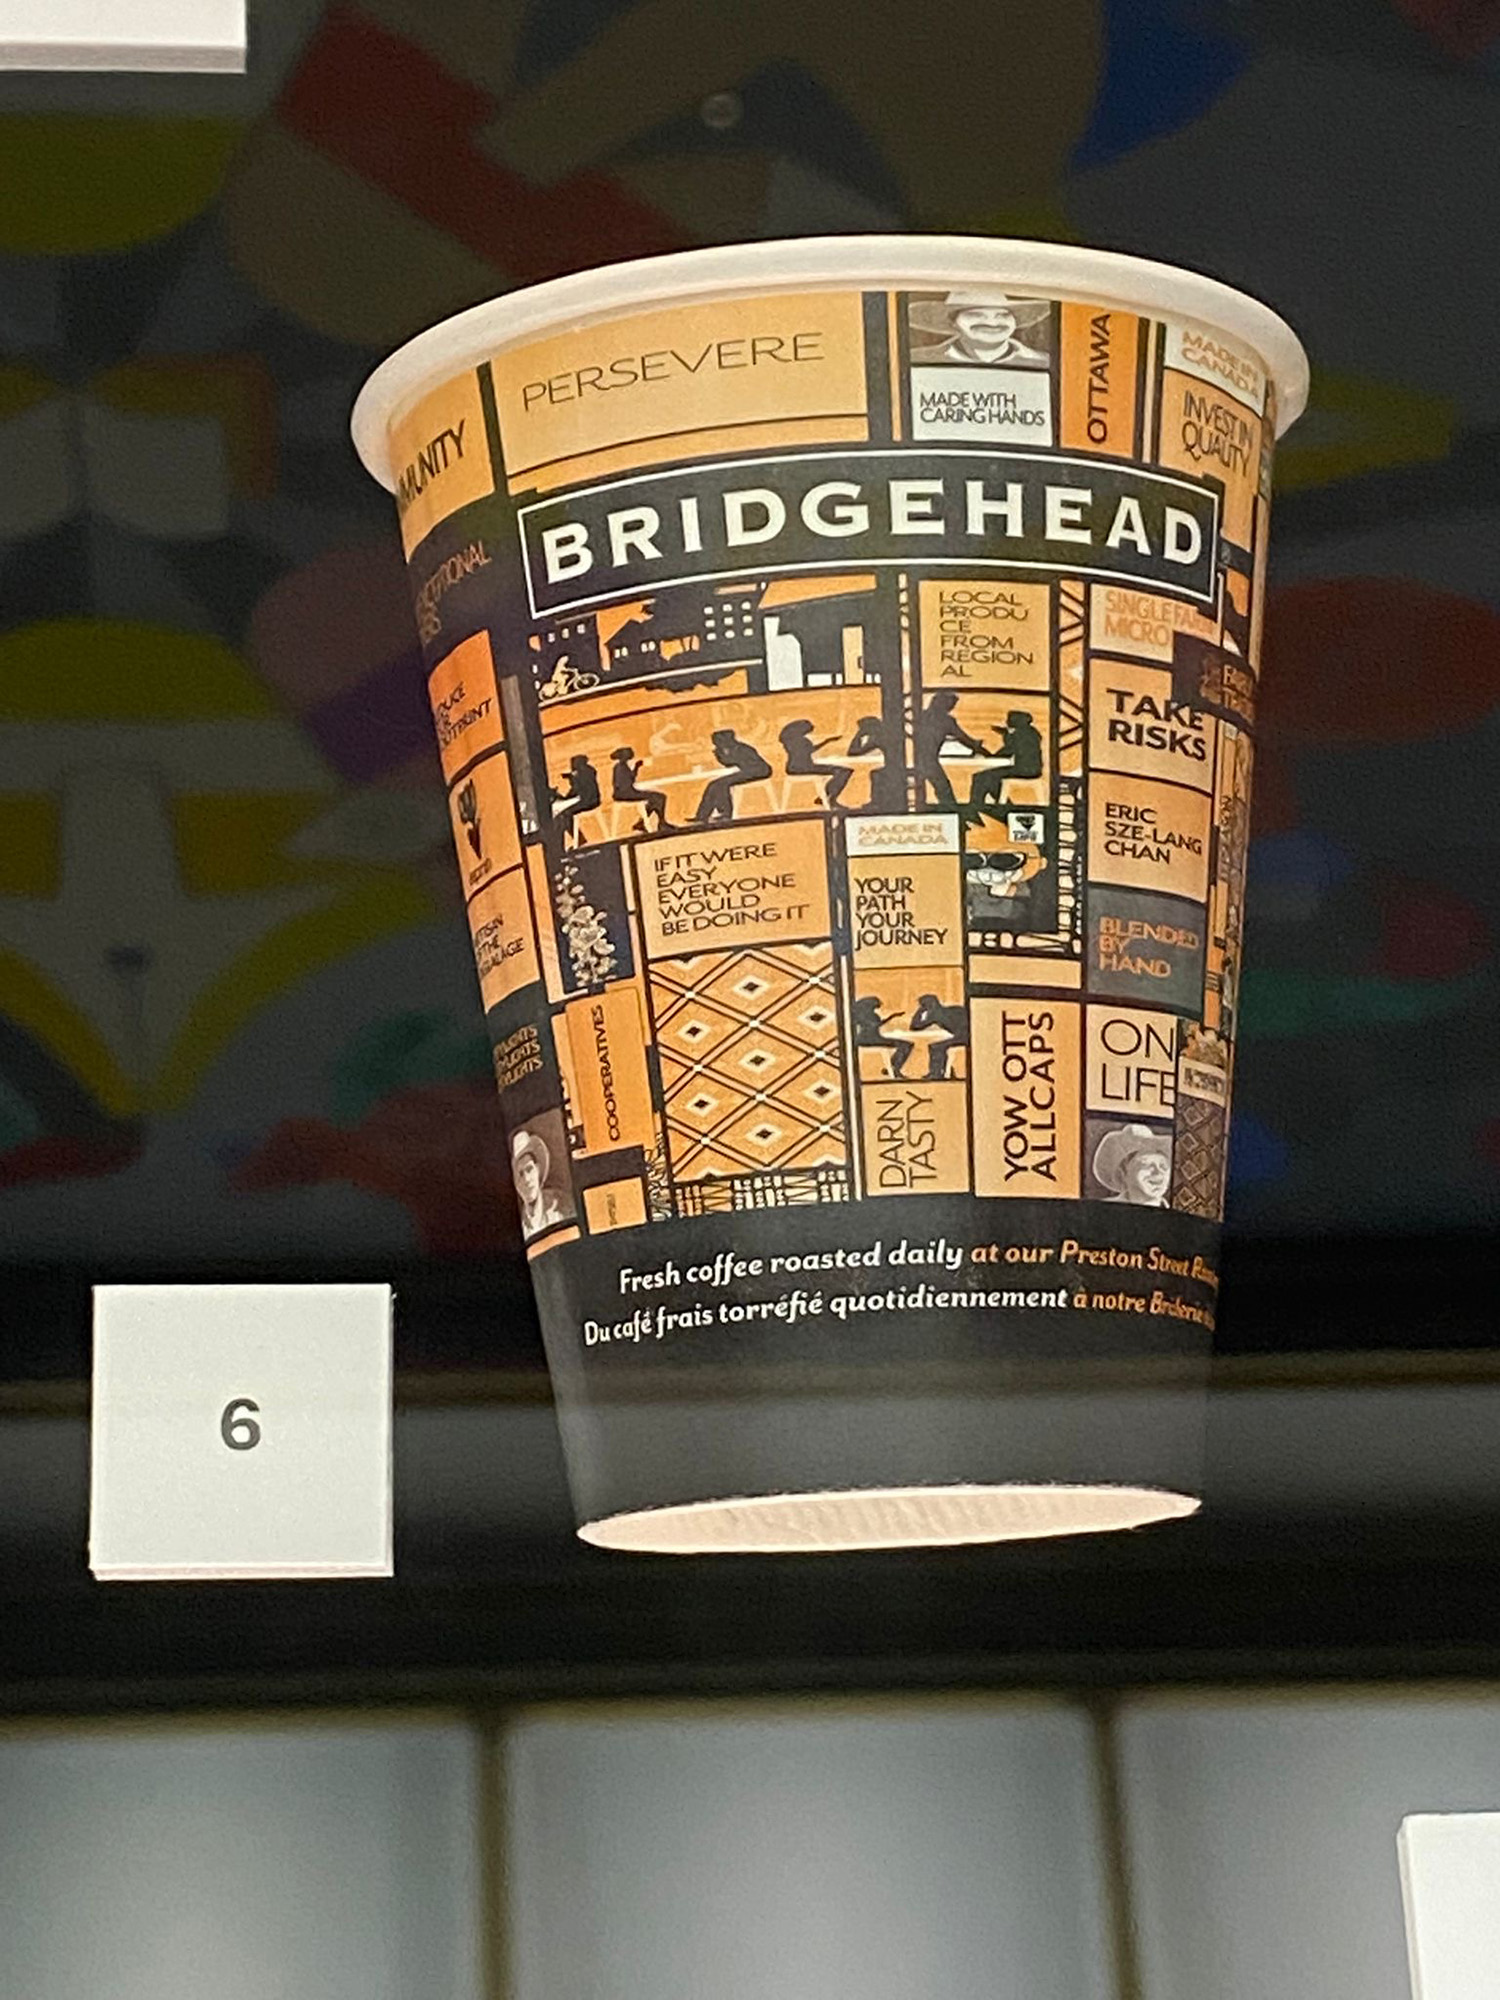 PERSEVERE
MADE WITH
CARING HANDS
OTTAWA
MADE IN
CANADA
INVEST IN
QUALITY
BRIDGEHEAD
LOCAL
PRODU
CE
FROM
REGION
AL
MICRO
TAKE
RISKS
ERIC
SZE-LANG
CHAN
IF IT WERE
EASY
EVERYONE
WOULD
BE DOING IT
MADE IN
CANADA
YOUR
PATH
YOUR
JOURNEY
BLENDED
BY
HAND
COOPERATIVES
DARN
TASTY
YOW OTT
ALLCAPS
ON
LIFE
Fresh coffee roasted daily at our Preston Street
Du café frais torréfié quotidiennement à notre
6